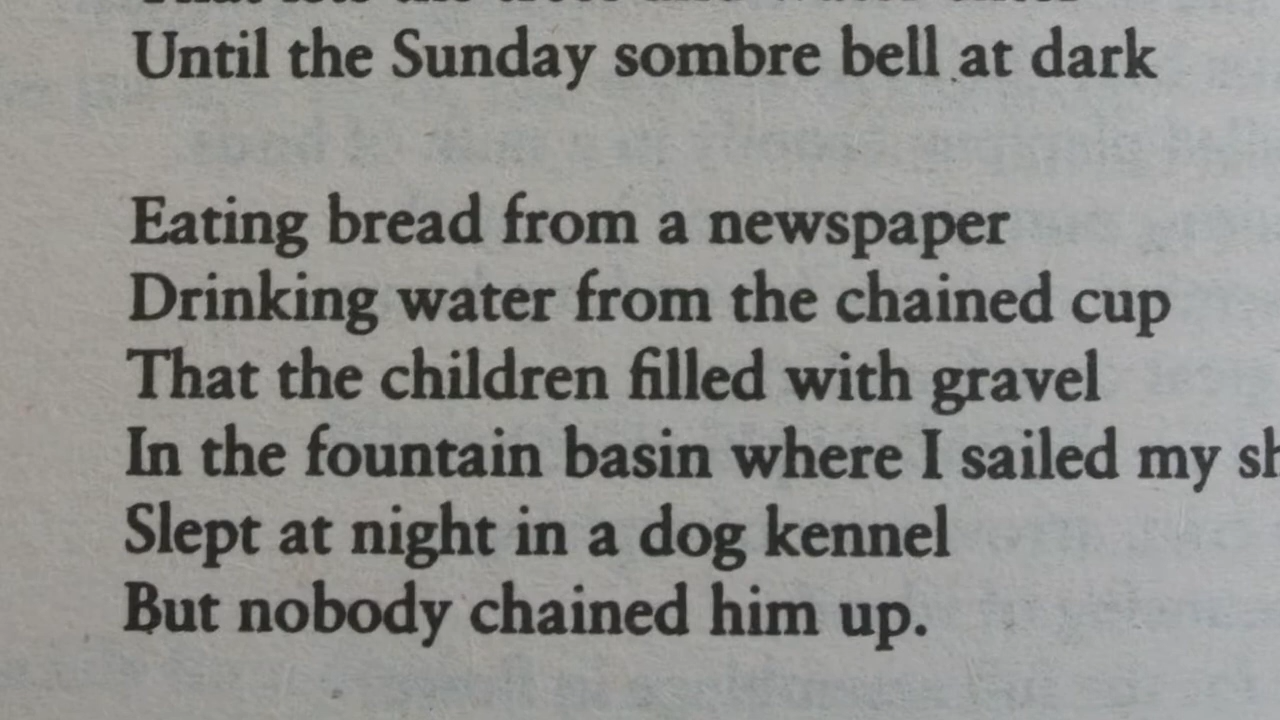 Until the Sunday sombre bell at dark
Eating bread from a newspaper
Drinking water from the chained cup
That the children filled with gravel
In the fountain basin where I sailed my
Slept at night in a dog kennel
But nobody chained him up.